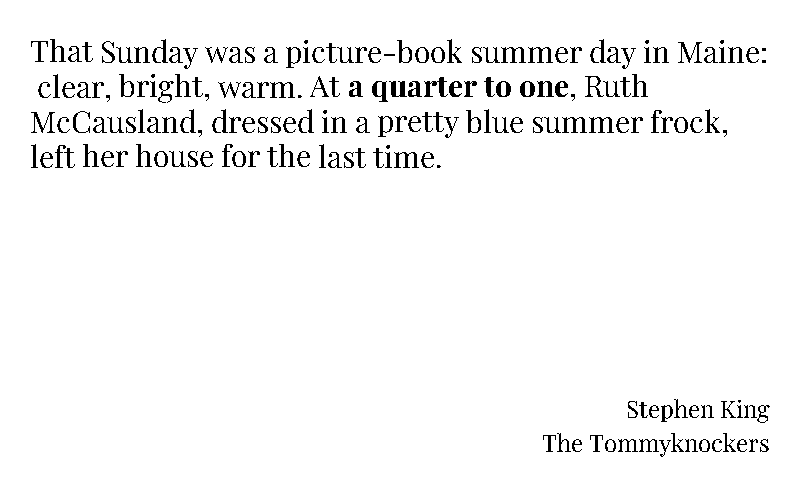 That Sunday was a picture-book summer day in Maine:
clear, bright, warm. At a quarter to one, Ruth
McCausland, dressed in a pretty blue summer frock,
left her house for the last time.
Stephen King
The Tommyknockers